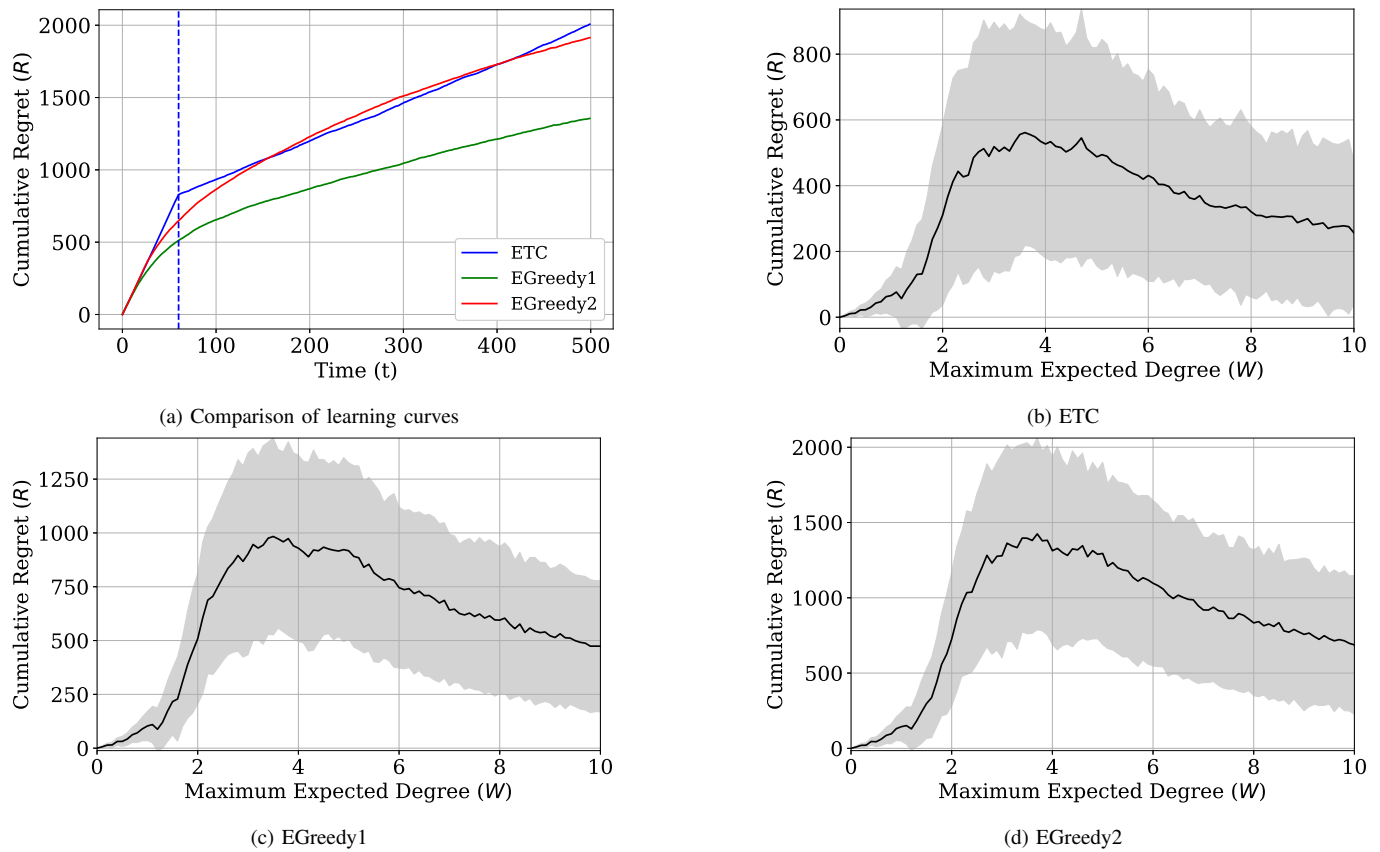 2000
1500
1000
500
0
Cumulative Regret (R)
ETC
EGreedy1
EGreedy2
0 100 200 300 400 500
Time (t)
(a) Comparison of learning curves
800
600
400
200
0
Cumulative Regret (R)
0 2 4 6 8 10
Maximum Expected Degree (W)
(b) ETC
1250
1000
750
500
250
0
Cumulative Regret (R)
0 2 4 6 8 10
Maximum Expected Degree (W)
(c) EGreedy1
2000
1500
1000
500
0
Cumulative Regret (R)
0 2 4 6 8 10
Maximum Expected Degree (W)
(d) EGreedy2